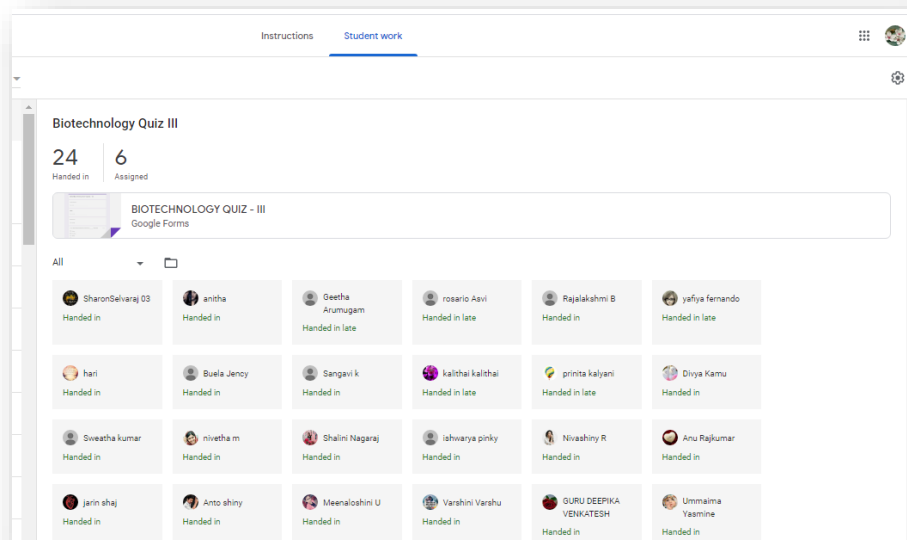 Instructions
Student work
Biotechnology Quiz III
24
6
Handed in
Assigned
BIOTECHNOLOGY QUIZ - III
Google Forms
All
SharonSelvaraj 03
Handed in
anitha
Handed in
Geetha
Arumugam
Handed in late
rosario Asvi
Handed in late
Rajalakshmi B
Handed in
yafiya fernando
Handed in late
hari
Handed in
Buela Jency
Handed in
Sangavi k
Handed in
kalithai kalithai
Handed in late
prinita kalyani
Handed in late
Divya Kamu
Handed in
Sweatha kumar
Handed in
nivetha m
Handed in
Shalini Nagaraj
Handed in
ishwarya pinky
Handed in
Nivashiny R
Handed in
Anu Rajkumar
Handed in
jarin shaj
Handed in
Anto shiny
Handed in
Meenaloshini U
Handed in
Varshini Varshu
Handed in
GURU DEEPIKA
VENKATESH
Handed in
Ummaima
Yasmine
Handed in